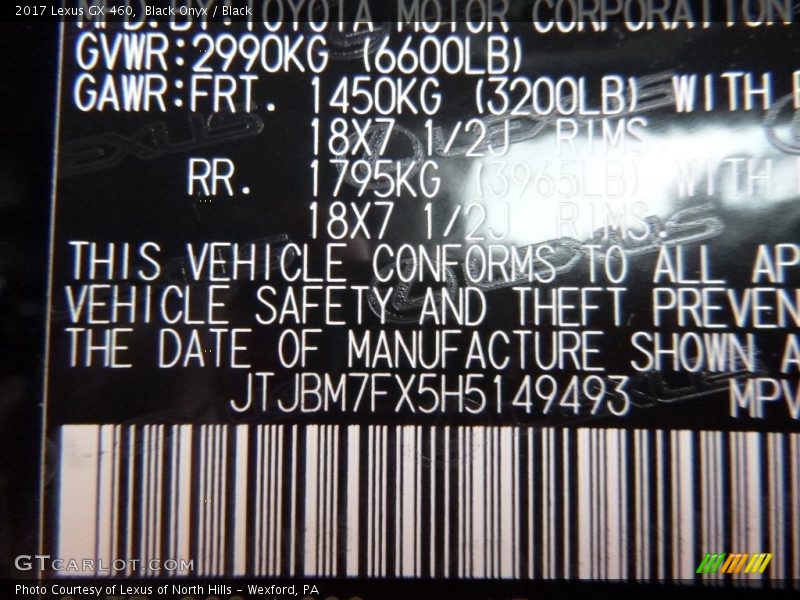 2017 Lexus GX 460, Black Onyx / Black
MFD.BY:TOYOTA MOTOR CORPORATION
GVWR:2990KG (6600LB)
GAWR:FRT. 1450KG (3200LB) WITH
18X7 1/2J RIMS.
RR. 1795KG (3965LB) WITH
18X7 1/2J RIMS.
THIS VEHICLE CONFORMS TO ALL AP
VEHICLE SAFETY AND THEFT PREVEN
THE DATE OF MANUFACTURE SHOWN A
JTJBM7FX5H5149493 MPV
GTCARLOT.COM
Photo Courtesy of Lexus of North Hills – Wexford, PA